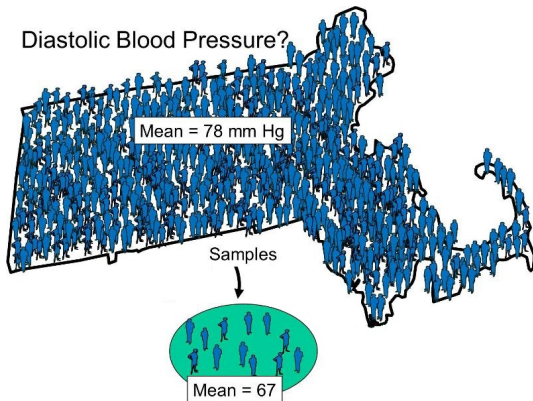 Diastolic Blood Pressure?
Mean = 78 mm Hg
Samples
Mean = 67